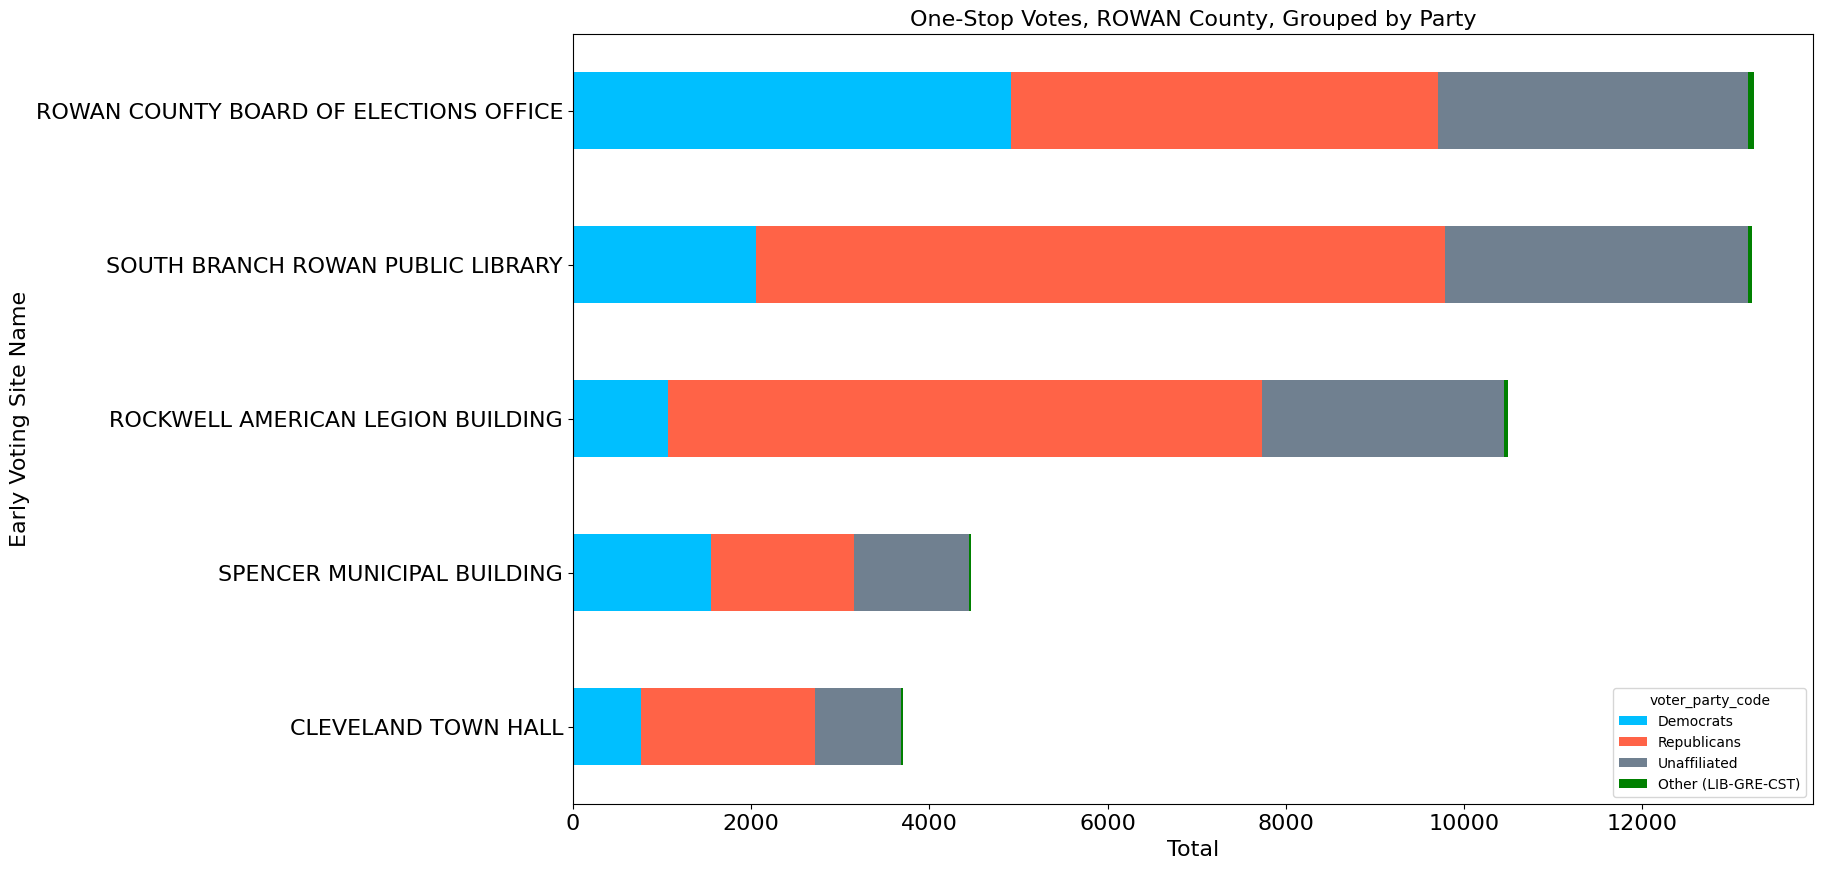 One-Stop Votes, ROWAN County, Grouped by Party
Early Voting Site Name
ROWAN COUNTY BOARD OF ELECTIONS OFFICE
SOUTH BRANCH ROWAN PUBLIC LIBRARY
ROCKWELL AMERICAN LEGION BUILDING
SPENCER MUNICIPAL BUILDING
CLEVELAND TOWN HALL
voter_party_code
Democrats
Republicans
Unaffiliated
Other (LIB-GRE-CST)
0 2000 4000 6000 8000 10000 12000
Total